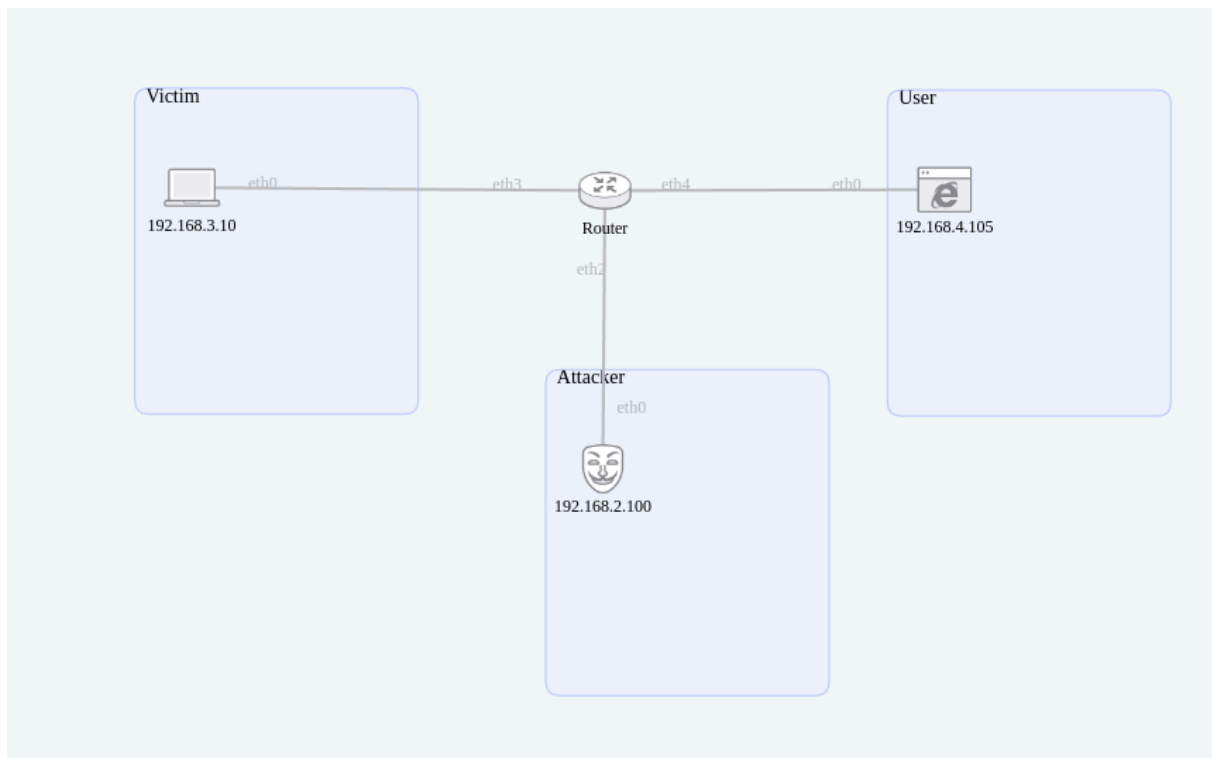 Victim
User
eth0
eth3
eth4
eth0
192.168.3.10
Router
192.168.4.105
eth2
Attacker
eth0
192.168.2.100